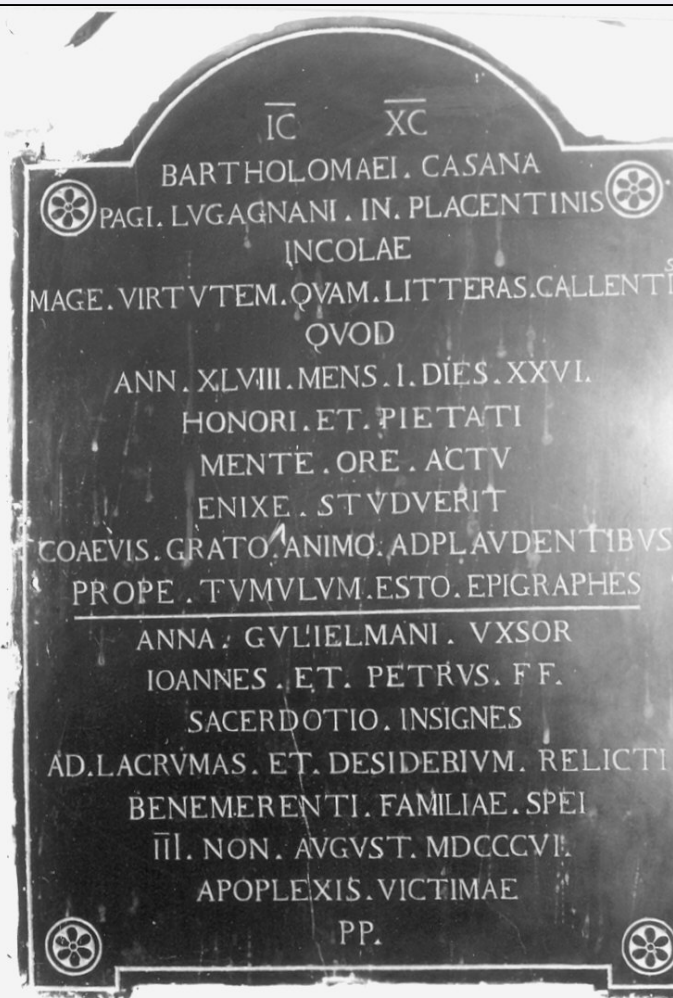 IC XC
BARTHOLOMAEI. CASANA
PAGI. LVGAGNANI. IN. PLACENTINIS
INCOLAE
MAGE. VIRTVTEM. QVAM. LITTERAS. CALLENTIS
QVOD
ANN. XLVIII. MENS. I. DIES. XXVI.
HONORI. ET. PIETATI
MENTE. ORE. ACTV
ENIXE. STVDVERIT
COAEVIS. GRATO. ANIMO. ADPLAVDENTIBVS
PROPE. TVMVLVM. ESTO. EPIGRAPHES
ANNA. GVLIELMANI. VXSOR
IOANNES. ET. PETRVS. FF.
SACERDOTIO. INSIGNES
AD. LACRVMAS. ET. DESIDERIVM. RELICTI
BENEMERENTI. FAMILIAE. SPEI
III. NON. AVGVST. MDCCCVI.
APOPLEXIS. VICTIMAE
PP.